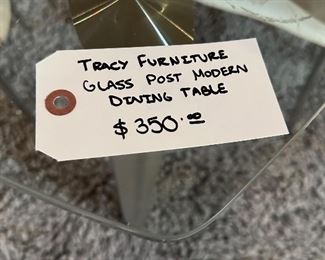 TRACY FURNITURE
GLASS POST MODERN
DINING TABLE
$350.00